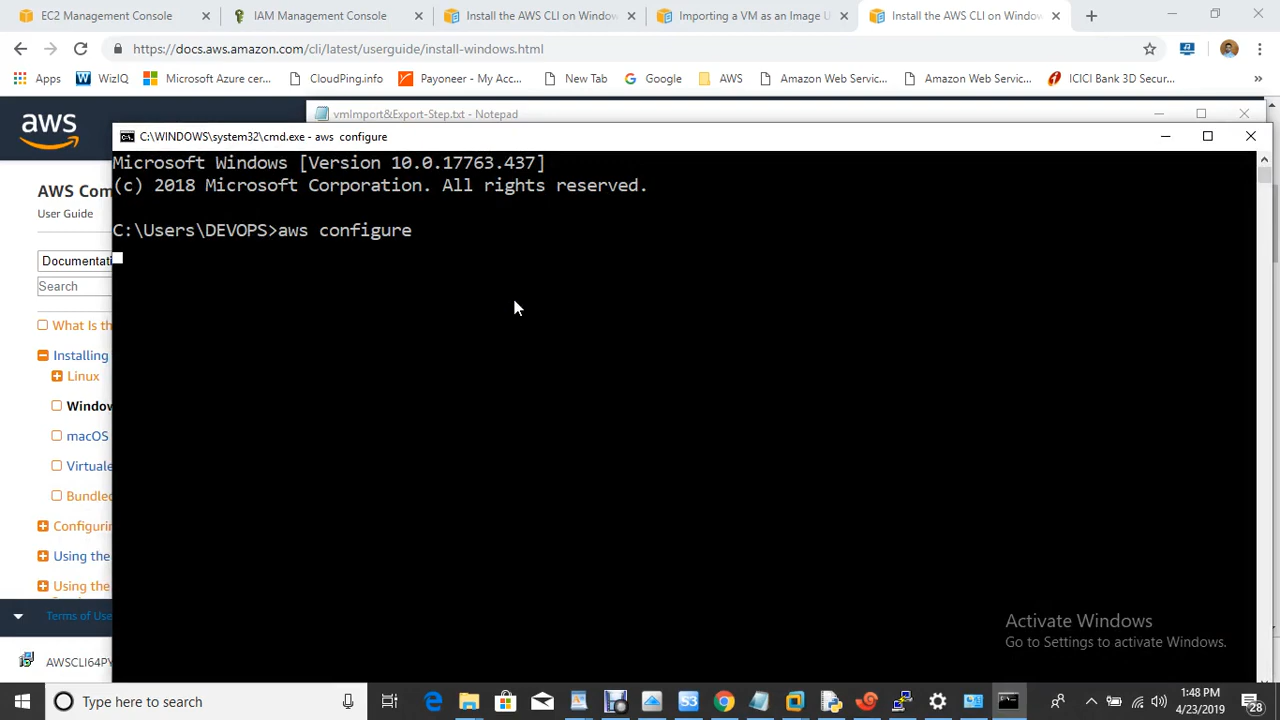 EC2 Management Console
IAM Management Console
Install the AWS CLI on Window
Importing a VM as an Image U
Install the AWS CLI on Window
https://docs.aws.amazon.com/cli/latest/userguide/install-windows.html
Apps
WizIQ
Microsoft Azure cer...
CloudPing.info
Payoneer - My Acc...
New Tab
Google
AWS
Amazon Web Servic...
Amazon Web Servic...
ICICI Bank 3D Secur...
»
aws
vmImport&Export-Step.txt - Notepad
C:\WINDOWS\system32\cmd.exe - aws configure
Microsoft Windows [Version 10.0.17763.437]
(c) 2018 Microsoft Corporation. All rights reserved.
C:\Users\DEVOPS>aws configure
AWS Com
User Guide
Documentati
Search
What Is th
Installing
Linux
Window
macOS
Virtuale
Bundled
Configurin
Using the
Using the
Terms of Use
AWSCLI64PY
Activate Windows
Go to Settings to activate Windows.
Type here to search
1:48 PM
4/23/2019
28